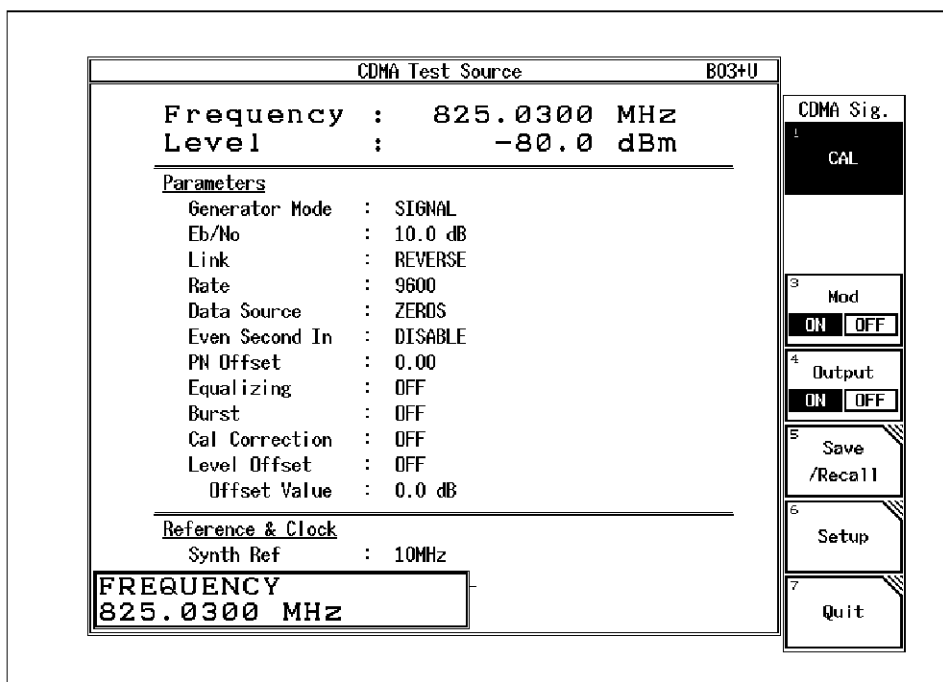 CDMA Test Source B03+U
Frequency : 825.0300 MHz
Level : -80.0 dBm
Parameters
Generator Mode : SIGNAL
Eb/No : 10.0 dB
Link : REVERSE
Rate : 9600
Data Source : ZEROS
Even Second In : DISABLE
PN Offset : 0.00
Equalizing : OFF
Burst : OFF
Cal Correction : OFF
Level Offset : OFF
Offset Value : 0.0 dB
Reference & Clock
Synth Ref : 10MHz
FREQUENCY
825.0300 MHz
CDMA Sig.
1
CAL
3
Mod
ON OFF
4
Output
ON OFF
5
Save
/Recall
6
Setup
7
Quit